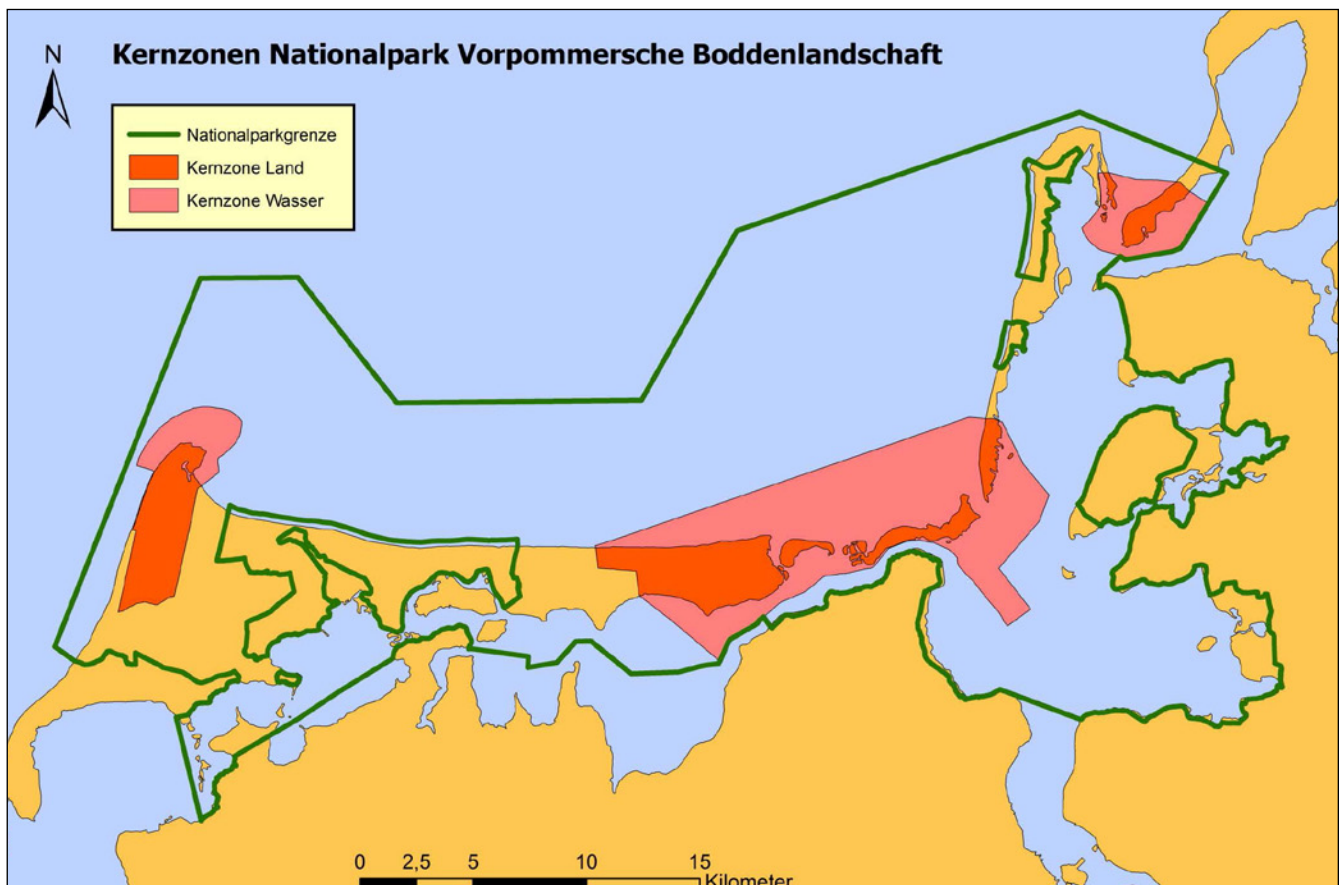 Kernzonen Nationalpark Vorpommersche Boddenlandschaft
N
Nationalparkgrenze
Kernzone Land
Kernzone Wasser
0 2,5 5 10 15
Kilometer